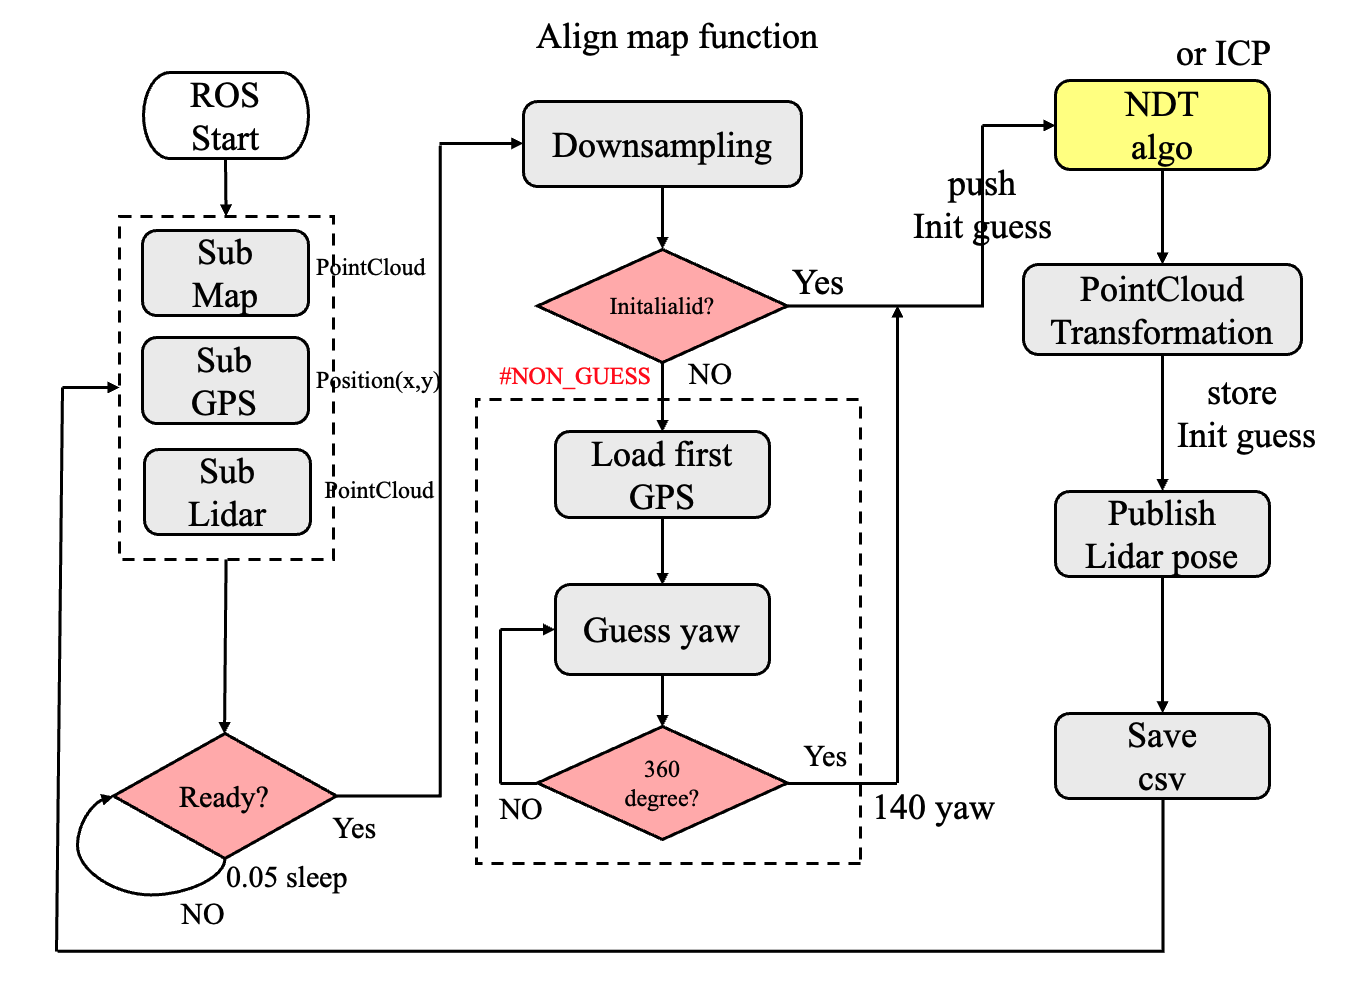 Align map function
ROS
Start
Sub
Map
PointCloud
Sub
GPS
Position(x,y)
Sub
Lidar
PointCloud
Ready?
Yes
0.05 sleep
NO
Downsampling
Initalialid?
Yes
#NON_GUESS
NO
Load first
GPS
Guess yaw
360
degree?
NO
Yes
140 yaw
push
Init guess
or ICP
NDT
algo
PointCloud
Transformation
store
Init guess
Publish
Lidar pose
Save
csv